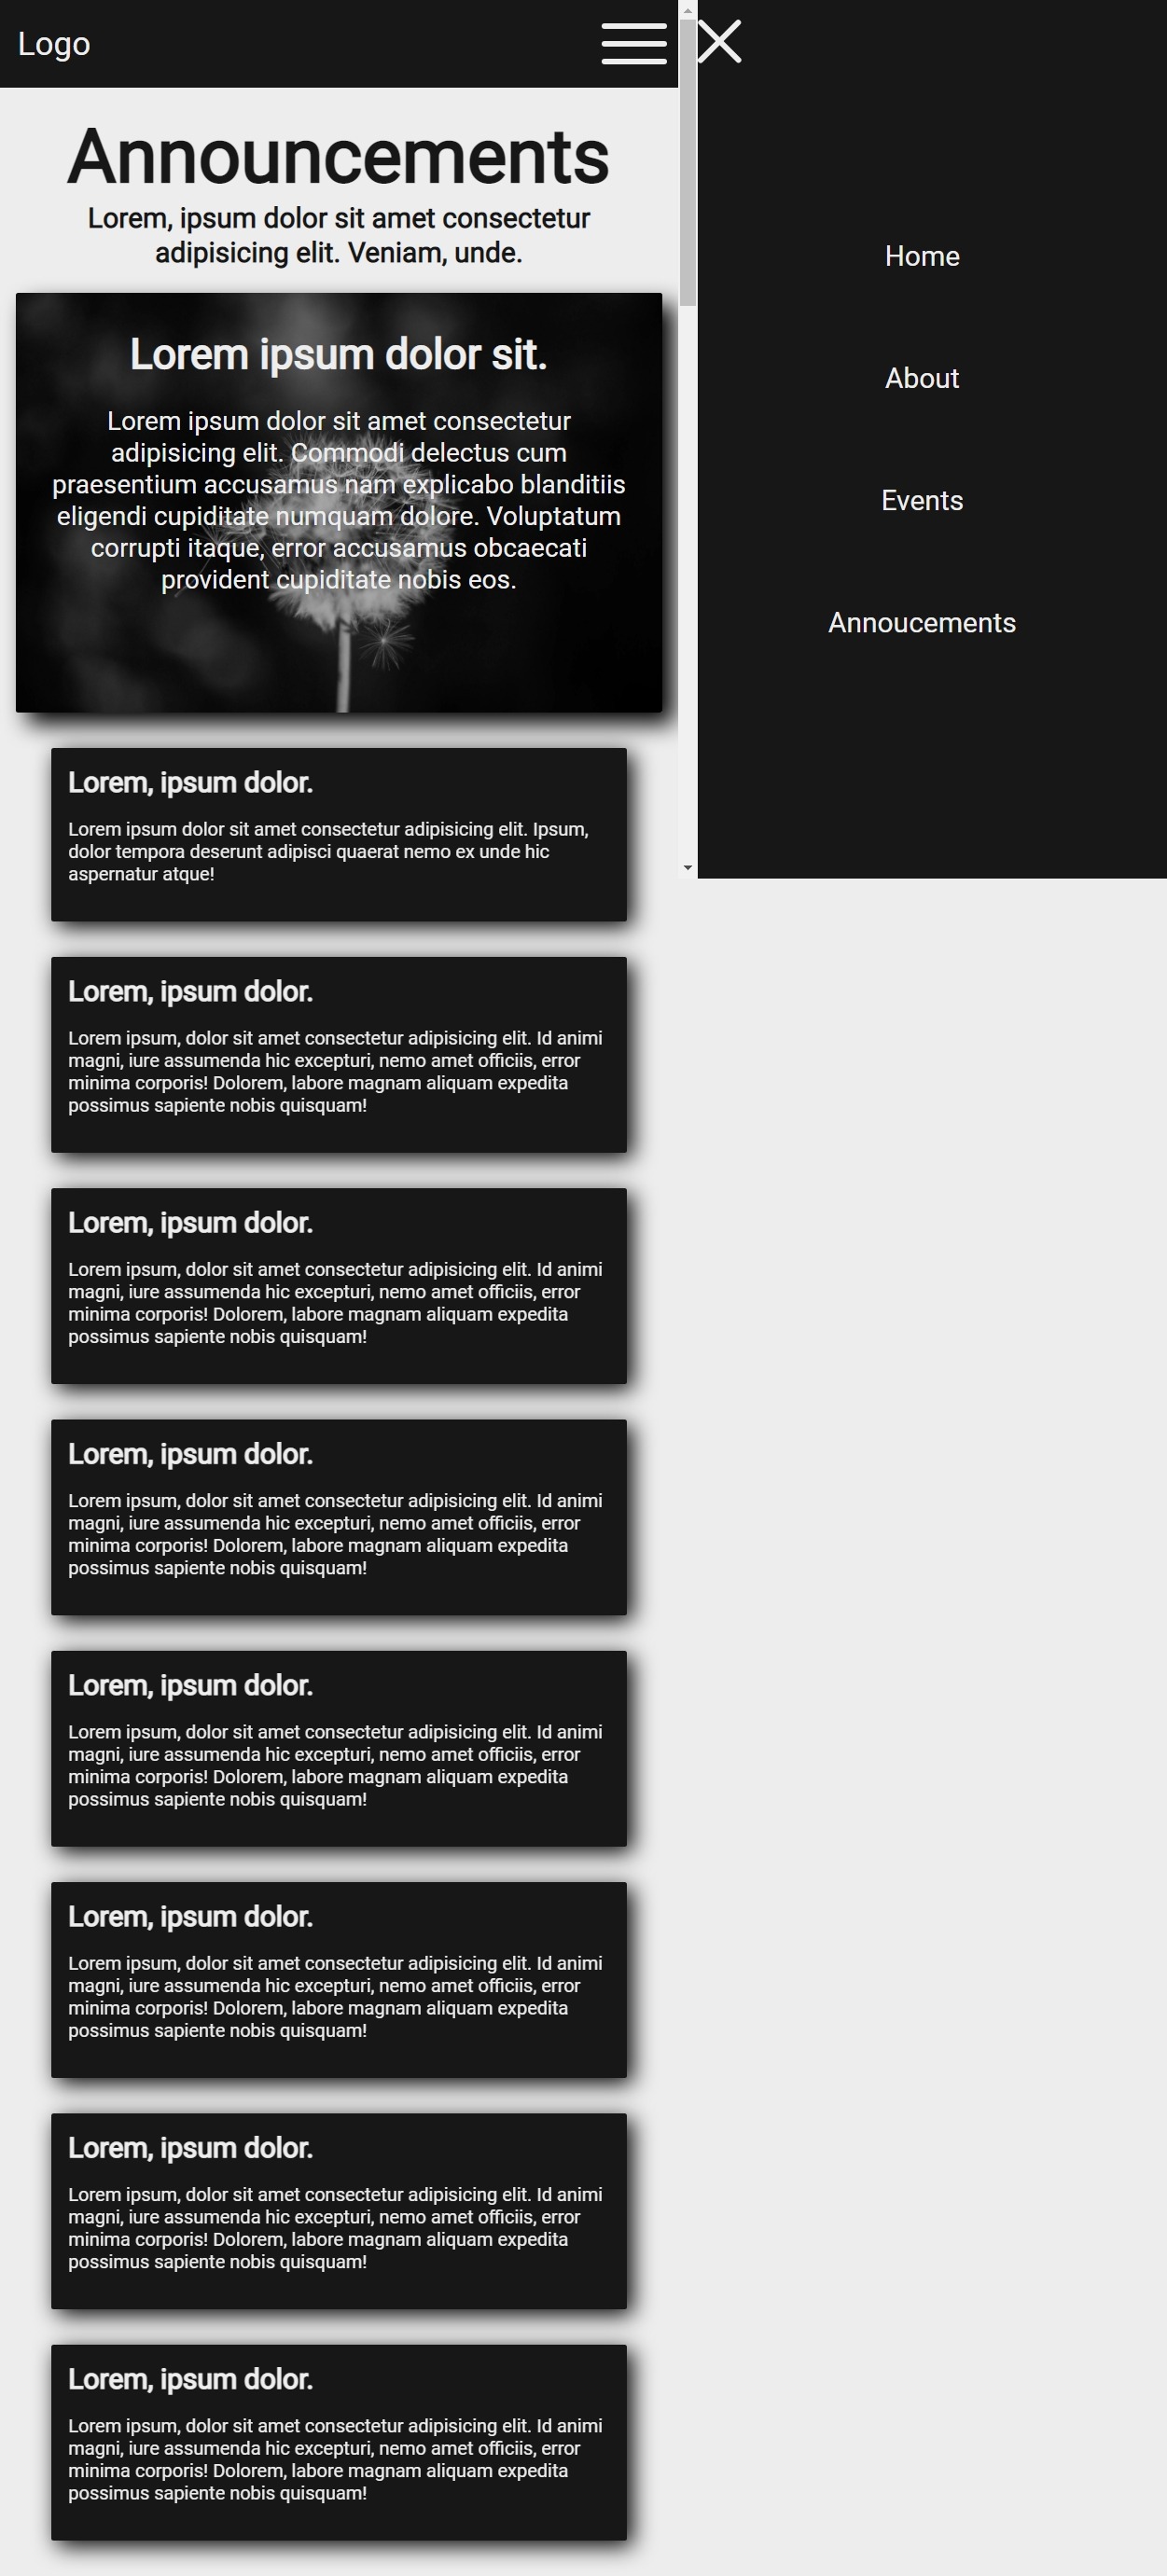 Logo
Announcements
Lorem, ipsum dolor sit amet consectetur
adipisicing elit. Veniam, unde.
Lorem ipsum dolor sit.
Lorem ipsum dolor sit amet consectetur
adipisicing elit. Commodi delectus cum
praesentium accusamus nam explicabo blanditiis
eligendi cupiditate numquam dolore. Voluptatum
corrupti itaque, error accusamus obcaecati
provident cupiditate nobis eos.
Lorem, ipsum dolor.
Lorem ipsum dolor sit amet consectetur adipisicing elit. Ipsum,
dolor tempora deserunt adipisci quaerat nemo ex unde hic
aspernatur atque!
Lorem, ipsum dolor.
Lorem ipsum, dolor sit amet consectetur adipisicing elit. Id animi
magni, iure assumenda hic excepturi, nemo amet officiis, error
minima corporis! Dolorem, labore magnam aliquam expedita
possimus sapiente nobis quisquam!
Lorem, ipsum dolor.
Lorem ipsum, dolor sit amet consectetur adipisicing elit. Id animi
magni, iure assumenda hic excepturi, nemo amet officiis, error
minima corporis! Dolorem, labore magnam aliquam expedita
possimus sapiente nobis quisquam!
Lorem, ipsum dolor.
Lorem ipsum, dolor sit amet consectetur adipisicing elit. Id animi
magni, iure assumenda hic excepturi, nemo amet officiis, error
minima corporis! Dolorem, labore magnam aliquam expedita
possimus sapiente nobis quisquam!
Lorem, ipsum dolor.
Lorem ipsum, dolor sit amet consectetur adipisicing elit. Id animi
magni, iure assumenda hic excepturi, nemo amet officiis, error
minima corporis! Dolorem, labore magnam aliquam expedita
possimus sapiente nobis quisquam!
Lorem, ipsum dolor.
Lorem ipsum, dolor sit amet consectetur adipisicing elit. Id animi
magni, iure assumenda hic excepturi, nemo amet officiis, error
minima corporis! Dolorem, labore magnam aliquam expedita
possimus sapiente nobis quisquam!
Lorem, ipsum dolor.
Lorem ipsum, dolor sit amet consectetur adipisicing elit. Id animi
magni, iure assumenda hic excepturi, nemo amet officiis, error
minima corporis! Dolorem, labore magnam aliquam expedita
possimus sapiente nobis quisquam!
Lorem, ipsum dolor.
Lorem ipsum, dolor sit amet consectetur adipisicing elit. Id animi
magni, iure assumenda hic excepturi, nemo amet officiis, error
minima corporis! Dolorem, labore magnam aliquam expedita
possimus sapiente nobis quisquam!
Home
About
Events
Annoucements